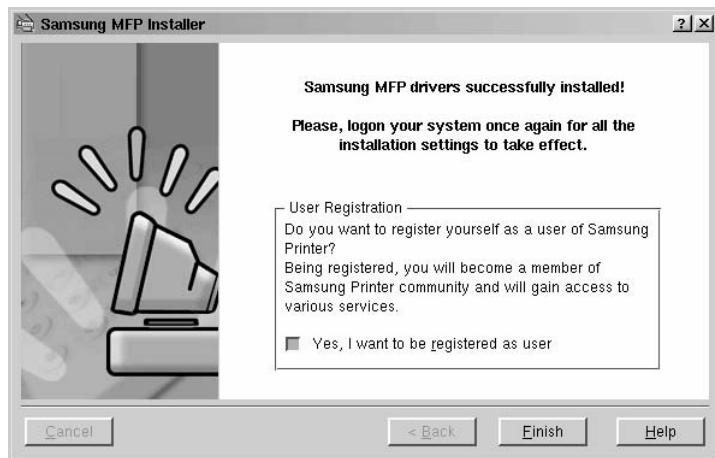 Samsung MFP Installer
? X
Samsung MFP drivers successfully installed!
Please, logon your system once again for all the
installation settings to take effect.
User Registration
Do you want to register yourself as a user of Samsung
Printer?
Being registered, you will become a member of
Samsung Printer community and will gain access to
various services.
Yes, I want to be registered as user
Cancel
< Back
Finish
Help